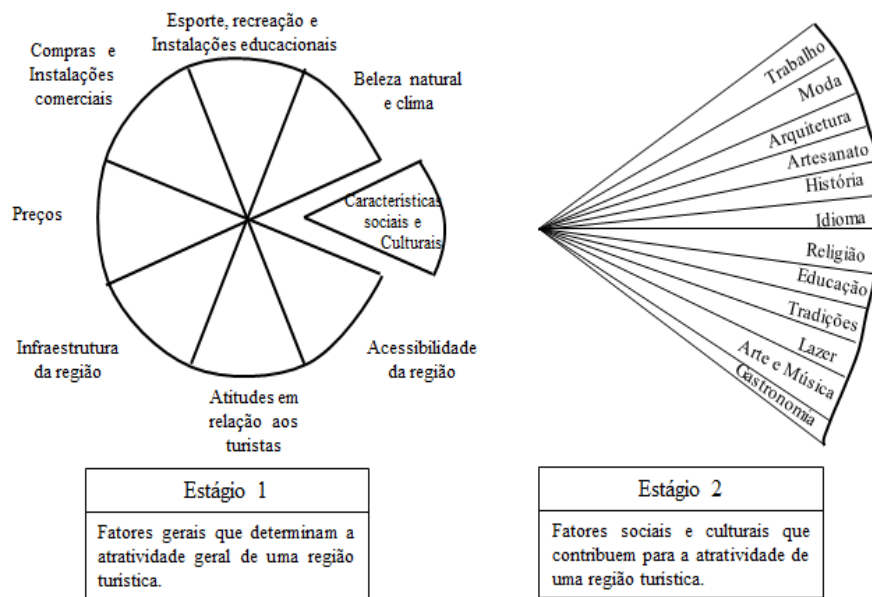 Esporte, recreação e
Instalações educacionais
Compras e
Instalações
comerciais
Beleza natural
e clima
Preços
Características
sociais e
Culturais
Infraestrutura
da região
Acessibilidade
da região
Atitudes em
relação aos
turistas
Trabalho
Moda
Arquitetura
Artesanato
História
Idioma
Religião
Educação
Tradições
Lazer
Arte e Música
Gastronomia
Estágio 1
Fatores gerais que determinam a
atratividade geral de uma região
turística.
Estágio 2
Fatores sociais e culturais que
contribuem para a atratividade de
uma região turística.